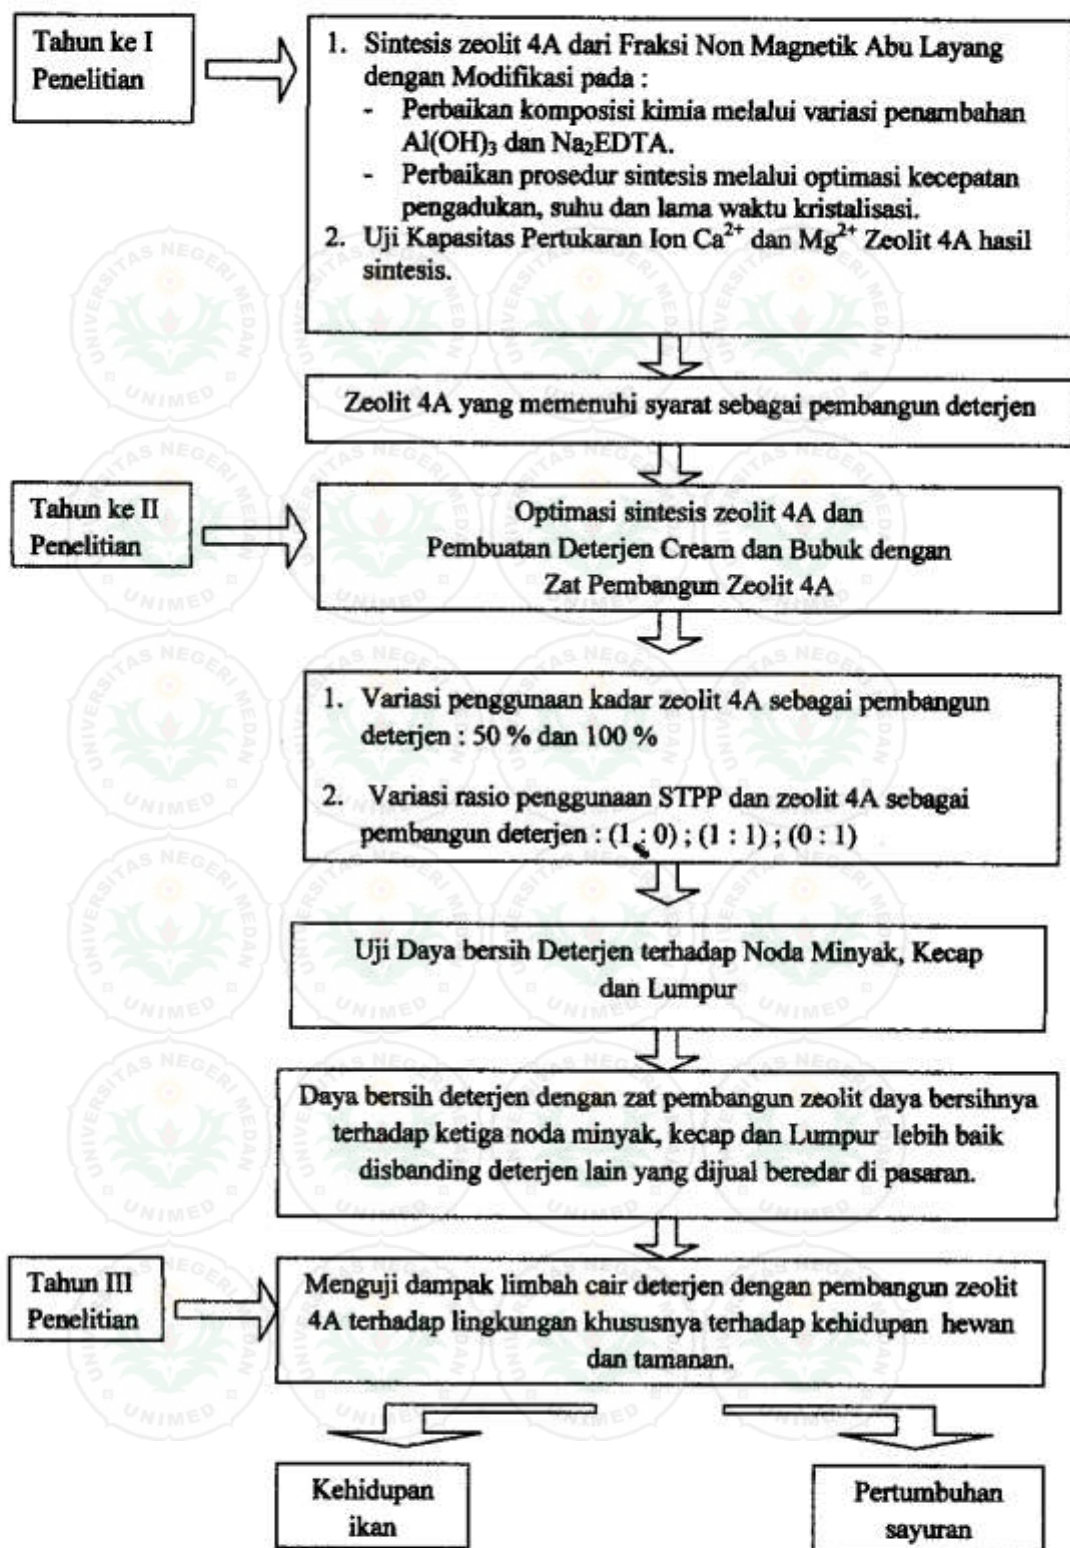 Tahun ke I
Penelitian
1. Sintesis zeolit 4A dari Fraksi Non Magnetik Abu Layang
dengan Modifikasi pada :
- Perbaikan komposisi kimia melalui variasi penambahan
Al(OH)₃ dan Na₂EDTA.
- Perbaikan prosedur sintesis melalui optimasi kecepatan
pengadukan, suhu dan lama waktu kristalisasi.
2. Uji Kapasitas Pertukaran Ion Ca²⁺ dan Mg²⁺ Zeolit 4A hasil
sintesis.
Zeolit 4A yang memenuhi syarat sebagai pembangun deterjen
Tahun ke II
Penelitian
Optimasi sintesis zeolit 4A dan
Pembuatan Deterjen Cream dan Bubuk dengan
Zat Pembangun Zeolit 4A
1. Variasi penggunaan kadar zeolit 4A sebagai pembangun
deterjen : 50 % dan 100 %
2. Variasi rasio penggunaan STPP dan zeolit 4A sebagai
pembangun deterjen : (1 : 0) ; (1 : 1) ; (0 : 1)
Uji Daya bersih Deterjen terhadap Noda Minyak, Kecap
dan Lumpur
Daya bersih deterjen dengan zat pembangun zeolit daya bersihnya
terhadap ketiga noda minyak, kecap dan Lumpur lebih baik
disbanding deterjen lain yang dijual beredar di pasaran.
Tahun III
Penelitian
Menguji dampak limbah cair deterjen dengan pembangun zeolit
4A terhadap lingkungan khususnya terhadap kehidupan hewan
dan tamanan.
Kehidupan
ikan
Pertumbuhan
sayuran
UNIVERSITAS NEGERI MEDAN
UNIMED